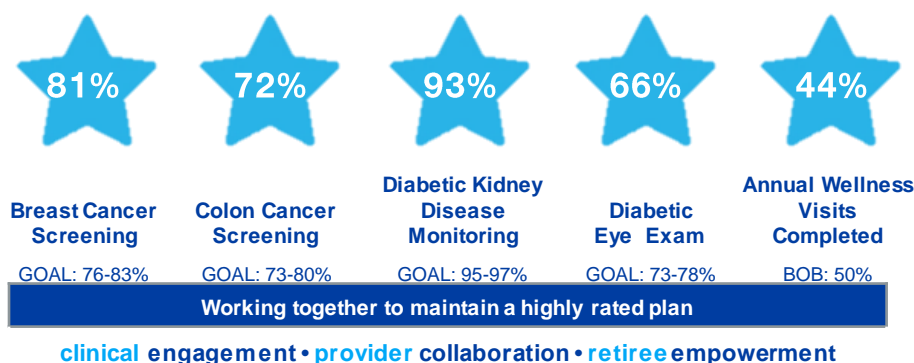 81%
72%
93%
66%
44%
Breast Cancer
Screening
GOAL: 76-83%
Colon Cancer
Screening
GOAL: 73-80%
Diabetic Kidney
Disease
Monitoring
GOAL: 95-97%
Diabetic
Eye Exam
GOAL: 73-78%
Annual Wellness
Visits
Completed
BOB: 50%
Working together to maintain a highly rated plan
clinical engagement • provider collaboration • retiree empowerment